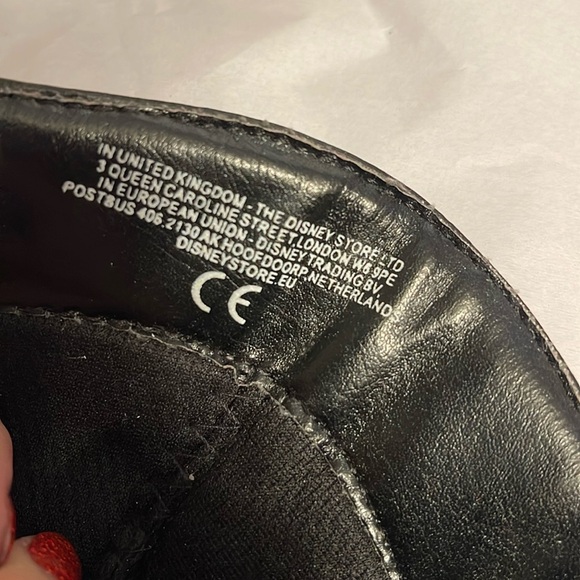 IN UNITED KINGDOM - THE DISNEY STORE LTD
3 QUEEN CAROLINE STREET, LONDON W6 9PE
IN EUROPEAN UNION - DISNEY TRADING BV,
POSTBUS 406, 2130 AK HOOFDDORP, NETHERLAND
DISNEYSTORE.EU
CE